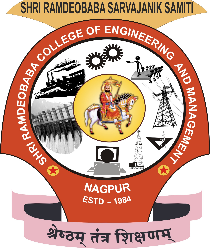 SHRI RAMDEOBABA SARVAJANIK SAMITI
SHRI RAMDEOBABA COLLEGE OF ENGINEERING AND MANAGEMENT
NAGPUR
ESTD - 1984
श्रेष्ठम् तंत्र शिक्षणम्